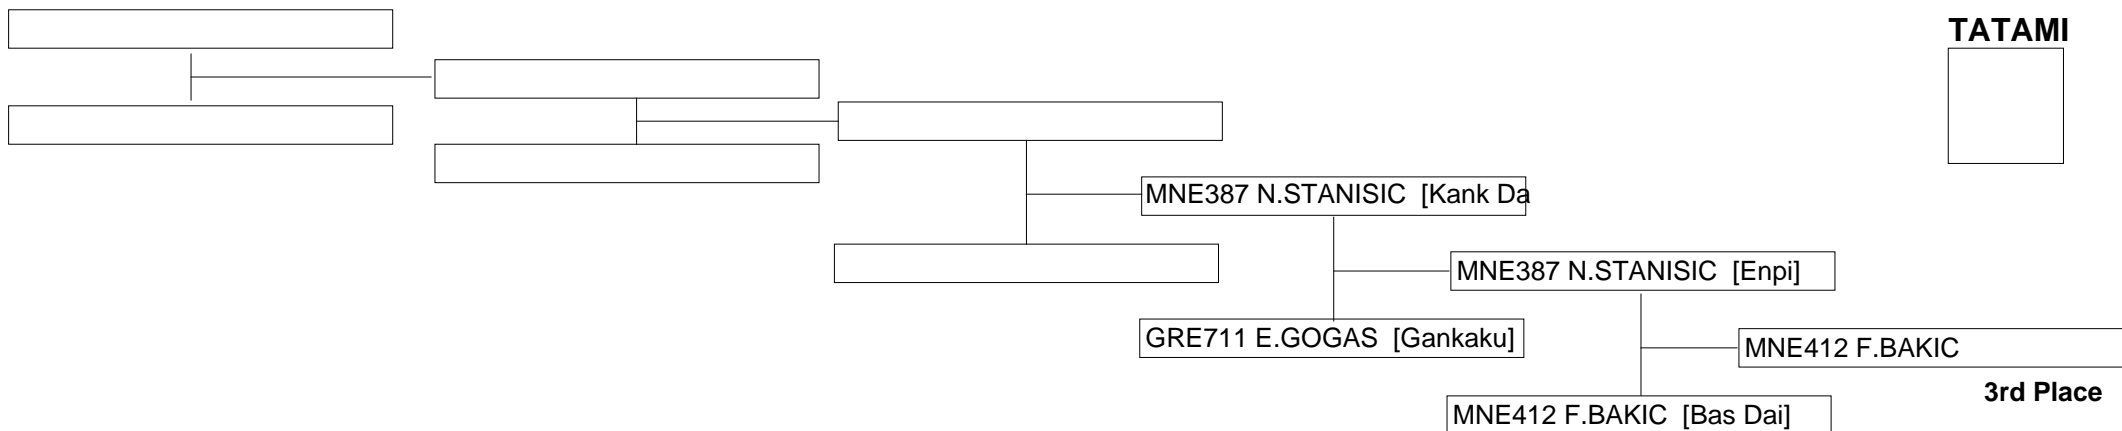 TATAMI
MNE387 N.STANISIC [Kank Da
MNE387 N.STANISIC [Enpi]
GRE711 E.GOGAS [Gankaku]
MNE412 F.BAKIC
3rd Place
MNE412 F.BAKIC [Bas Dai]